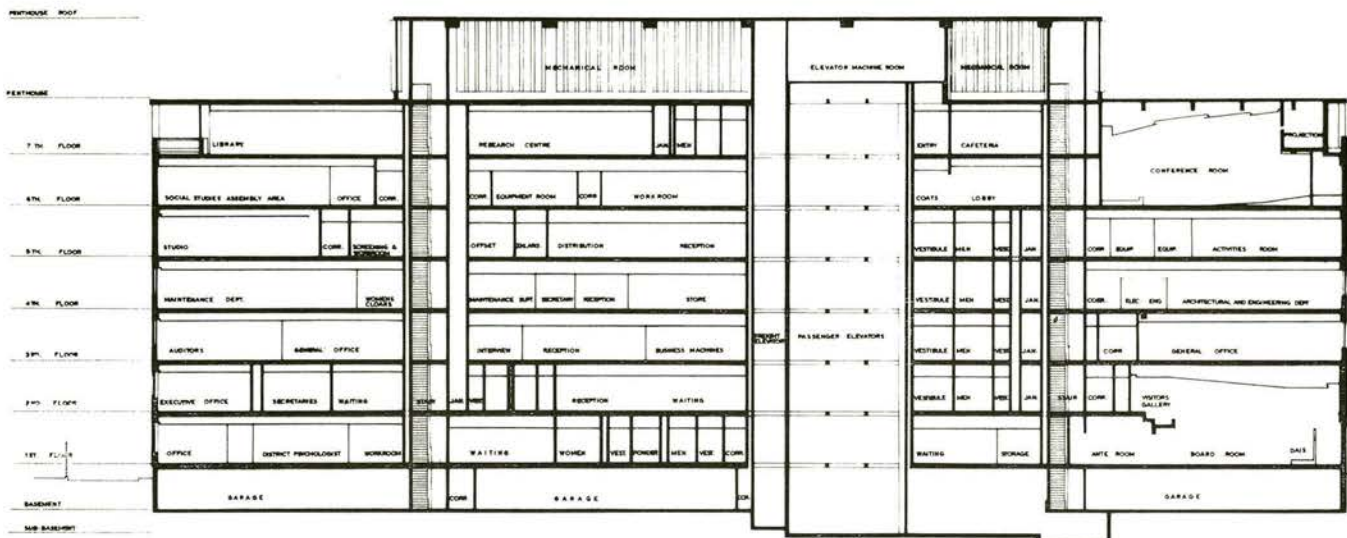 PENTHOUSE ROOF
MECHANICAL ROOM
ELEVATOR MACHINE ROOM
MECHANICAL ROOM
PENTHOUSE
7 TH. FLOOR
LIBRARY
RESEARCH CENTRE
JAN.
MEN
ENTRY
CAFETERIA
CONFERENCE ROOM
PROJECTION
6TH. FLOOR
SOCIAL STUDIES ASSEMBLY AREA
OFFICE
CORR.
CORR.
EQUIPMENT ROOM
CORR.
WORKROOM
COATS
LOBBY
5TH. FLOOR
STUDIO
CORR.
SCREENING &
WORKROOM
OFFSET
ENLARG.
DISTRIBUTION
RECEPTION
VESTIBULE
MEN
VEST.
JAN.
CORR.
EQUIP.
EQUIP.
ACTIVITIES ROOM
4TH. FLOOR
MAINTENANCE DEPT.
WOMENS
CLOAKS
MAINTENANCE SUPT.
SECRETARY
RECEPTION
STORE
VESTIBULE
MEN
VEST.
JAN.
CORR.
ELEC. ENG.
ARCHITECTURAL AND ENGINEERING DEPT.
3RD. FLOOR
AUDITORS
GENERAL OFFICE
INTERVIEW
RECEPTION
BUSINESS MACHINES
FREIGHT
ELEVATOR
PASSENGER ELEVATORS
VESTIBULE
MEN
VEST.
JAN.
CORR.
GENERAL OFFICE
2ND. FLOOR
EXECUTIVE OFFICE
SECRETARIES
WAITING
STAIR
JAN.
VEST.
RECEPTION
WAITING
VESTIBULE
MEN
VEST.
JAN.
STAIR
CORR.
VISITORS
GALLERY
1ST. FLOOR
OFFICE
DISTRICT PSYCHOLOGIST
WORKROOM
WAITING
WOMEN
VEST.
POWDER
MEN
VEST.
CORR.
WAITING
STORAGE
ANTE ROOM
BOARD ROOM
DAIS
BASEMENT
GARAGE
CORR.
GARAGE
COR.
GARAGE
SUB-BASEMENT